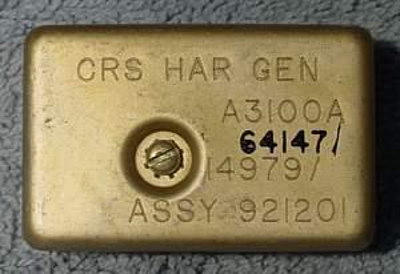 CRS HAR GEN
A3100A
64147/
14979/
ASSY 921201